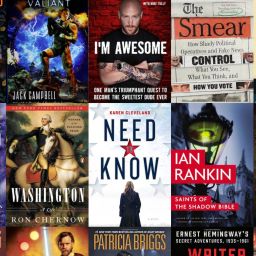 VALIANT
JACK CAMPBELL
WITH NILS PARKER
I'M AWESOME
ONE MAN'S TRIUMPHANT QUEST TO
BECOME THE SWEETEST DUDE EVER
The
Smear
How Shady Political
Operatives and Fake News
CONTROL
What You See,
What You Think, and
HOW YOU VOTE
WASHINGTON
A LIFE
RON CHERNOW
KAREN CLEVELAND
NEED
TO
KNOW
IAN
RANKIN
SAINTS OF
THE SHADOW BIBLE
PATRICIA BRIGGS
ERNEST HEMINGWAY'S
SECRET ADVENTURES, 1935-1961
WRITER